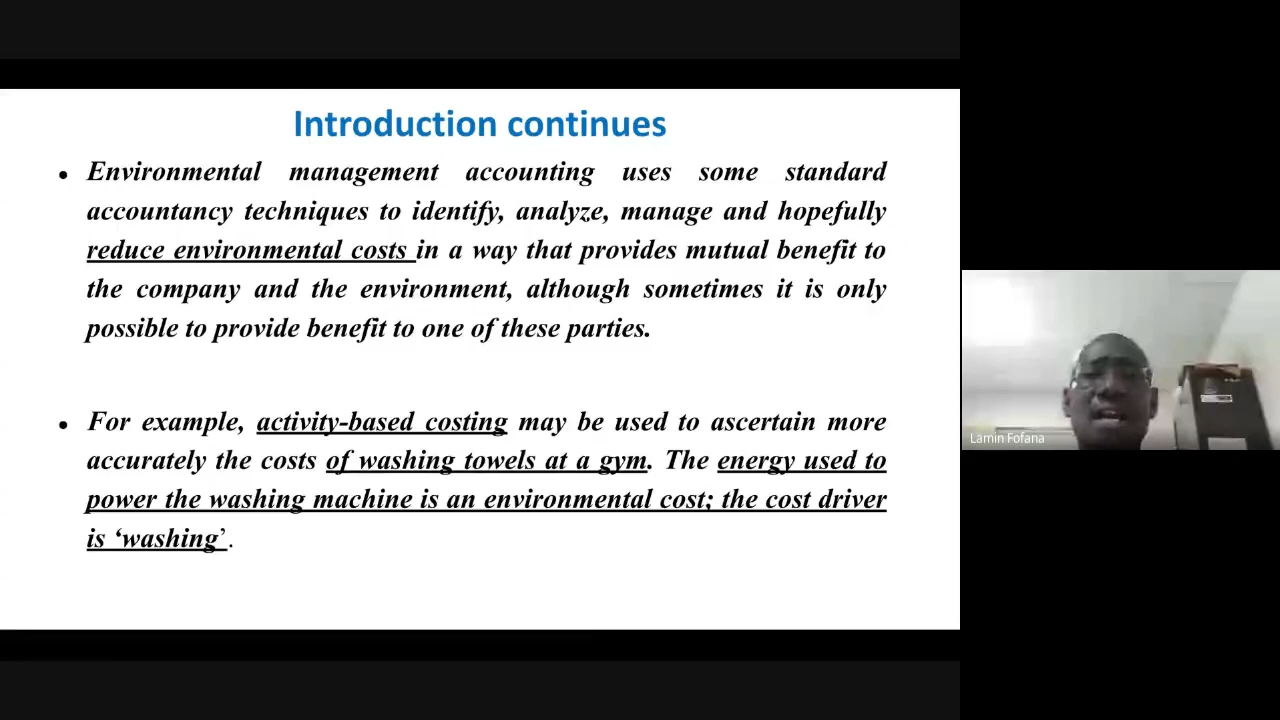 Introduction continues
• Environmental management accounting uses some standard
accountancy techniques to identify, analyze, manage and hopefully
reduce environmental costs in a way that provides mutual benefit to
the company and the environment, although sometimes it is only
possible to provide benefit to one of these parties.
• For example, activity-based costing may be used to ascertain more
accurately the costs of washing towels at a gym. The energy used to
power the washing machine is an environmental cost; the cost driver
is ‘washing’.
Lamin Fofana